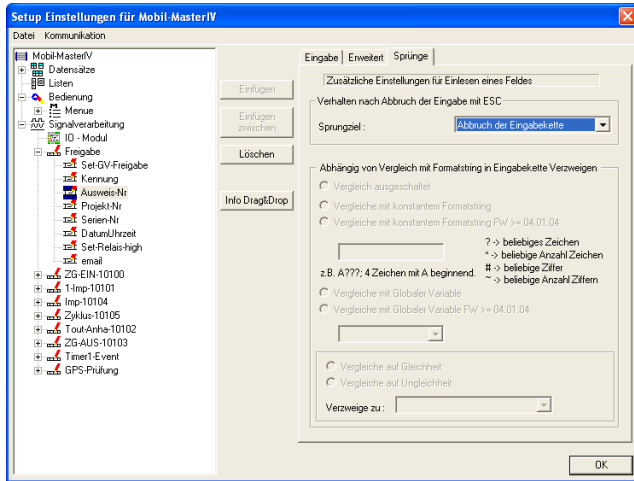 Setup Einstellungen für Mobil-MasterIV
Datei Kommunikation
Mobil-MasterIV
Datensätze
Listen
Bedienung
Menue
Signalverarbeitung
IO - Modul
Freigabe
Set-GV-Freigabe
Kennung
Ausweis-Nr
Projekt-Nr
Serien-Nr
DatumUhrzeit
Set-Relais-high
email
ZG-EIN-10100
1-Imp-10101
Imp-10104
Zyklus-10105
Tout-Anha-10102
ZG-AUS-10103
Timer1-Event
GPS-Prüfung
Einfügen
Einfügen
zwischen
Löschen
Info Drag&Drop
Eingabe Erweitert Sprünge
Zusätzliche Einstellungen für Einlesen eines Feldes
Verhalten nach Abbruch der Eingabe mit ESC
Sprungziel : Abbruch der Eingabekette
Abhängig von Vergleich mit Formatstring in Eingabekette Verzweigen
Vergleich ausgeschaltet
Vergleiche mit konstantem Formatstring
Vergleiche mit konstantem Formatstring FW >= 04.01.04
? -> beliebiges Zeichen
* -> beliebige Anzahl Zeichen
# -> beliebige Ziffer
~ -> beliebige Anzahl Ziffern
z.B. A???; 4 Zeichen mit A beginnend.
Vergleiche mit Globaler Variable
Vergleiche mit Globaler Variable FW >= 04.01.04
Vergleiche auf Gleichheit
Vergleiche auf Ungleichheit
Verzweige zu :
OK